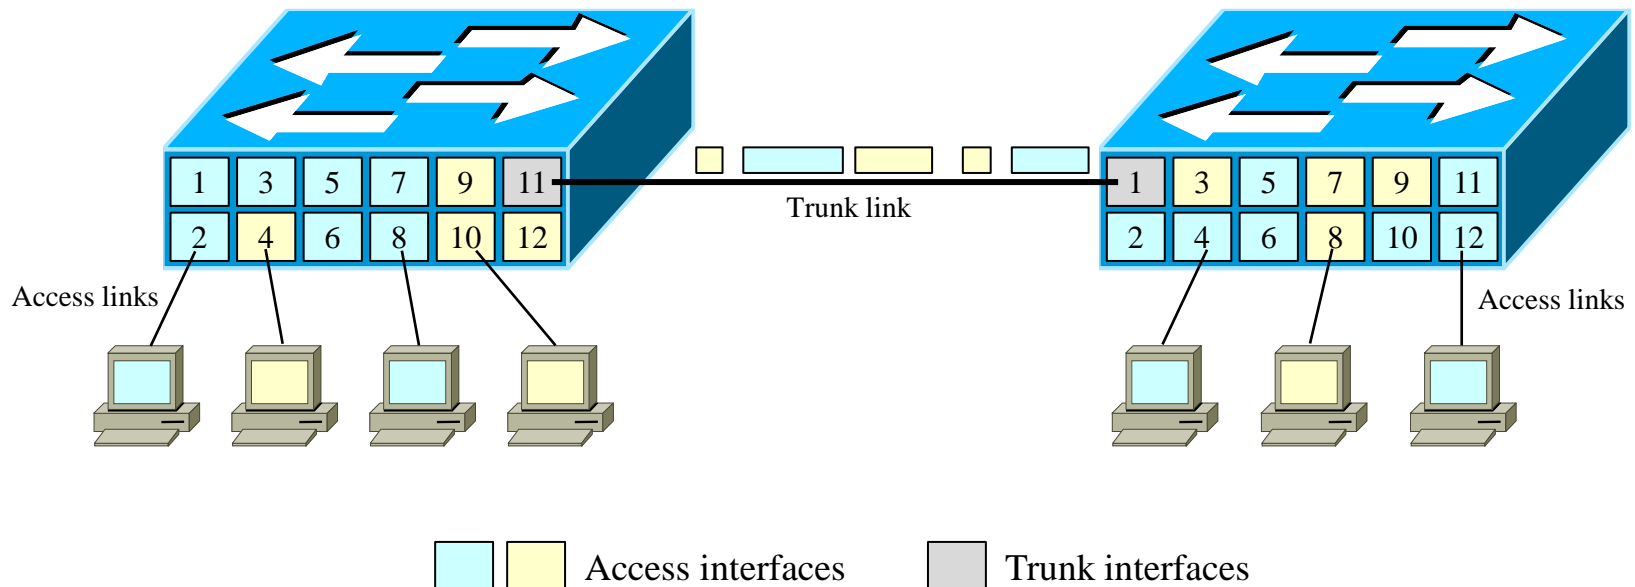 1 3 5 7 9 11
2 4 6 8 10 12
Trunk link
1 3 5 7 9 11
2 4 6 8 10 12
Access links
Access links
Access interfaces
Trunk interfaces